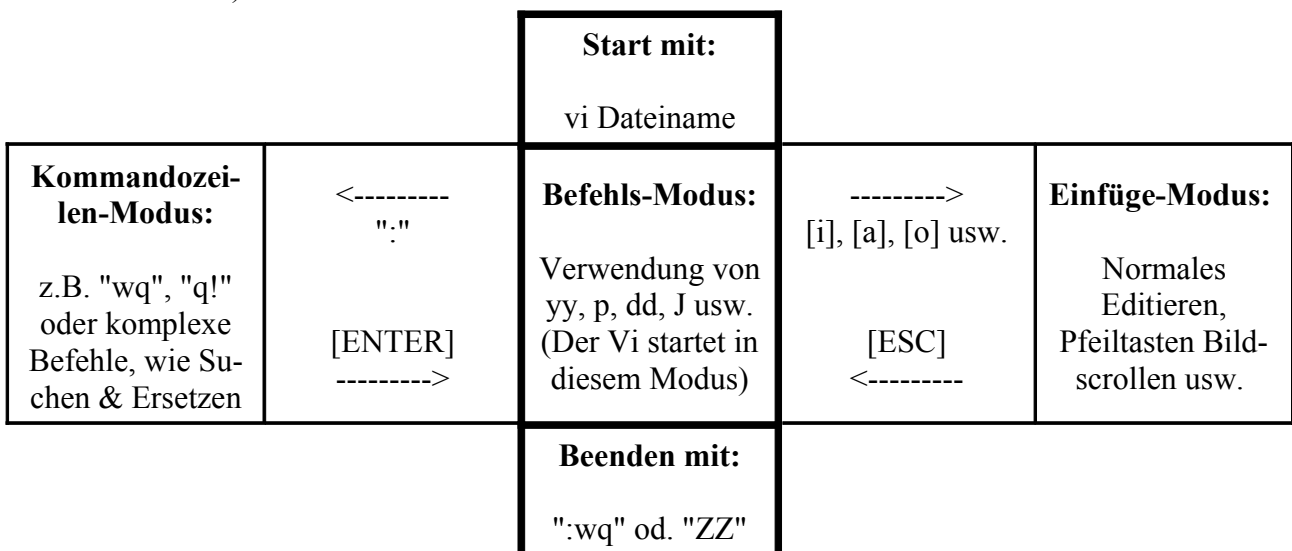 Start mit:
vi Dateiname
Kommandozei-
len-Modus:
z.B. "wq", "q!"
oder komplexe
Befehle, wie Su-
chen & Ersetzen
<---------
":"
[ENTER]
--------->
Befehls-Modus:
Verwendung von
yy, p, dd, J usw.
(Der Vi startet in
diesem Modus)
--------->
[i], [a], [o] usw.
[ESC]
<---------
Einfüge-Modus:
Normales
Editieren,
Pfeiltasten Bild-
scrollen usw.
Beenden mit:
":wq" od. "ZZ"